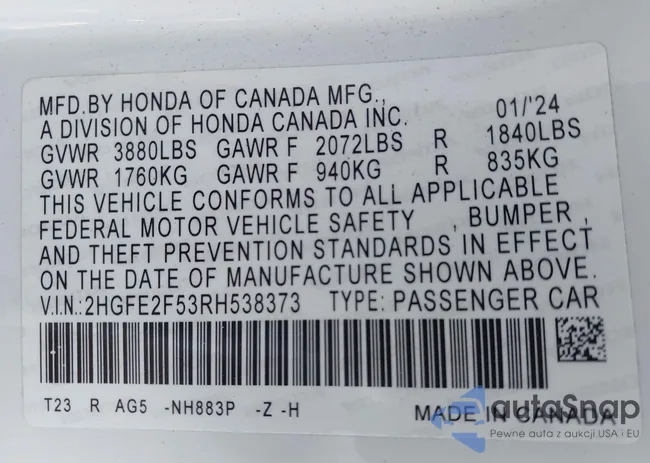 MFD.BY HONDA OF CANADA MFG., 01/'24
A DIVISION OF HONDA CANADA INC.
GVWR 3880LBS GAWR F 2072LBS R 1840LBS
GVWR 1760KG GAWR F 940KG R 835KG
THIS VEHICLE CONFORMS TO ALL APPLICABLE
FEDERAL MOTOR VEHICLE SAFETY , BUMPER ,
AND THEFT PREVENTION STANDARDS IN EFFECT
ON THE DATE OF MANUFACTURE SHOWN ABOVE.
V.I.N.:2HGFE2F53RH538373 TYPE: PASSENGER CAR
T23 R AG5 -NH883P -Z -H MADE IN CANADA
autoSnap
Pewne auta z aukcji USA i EU